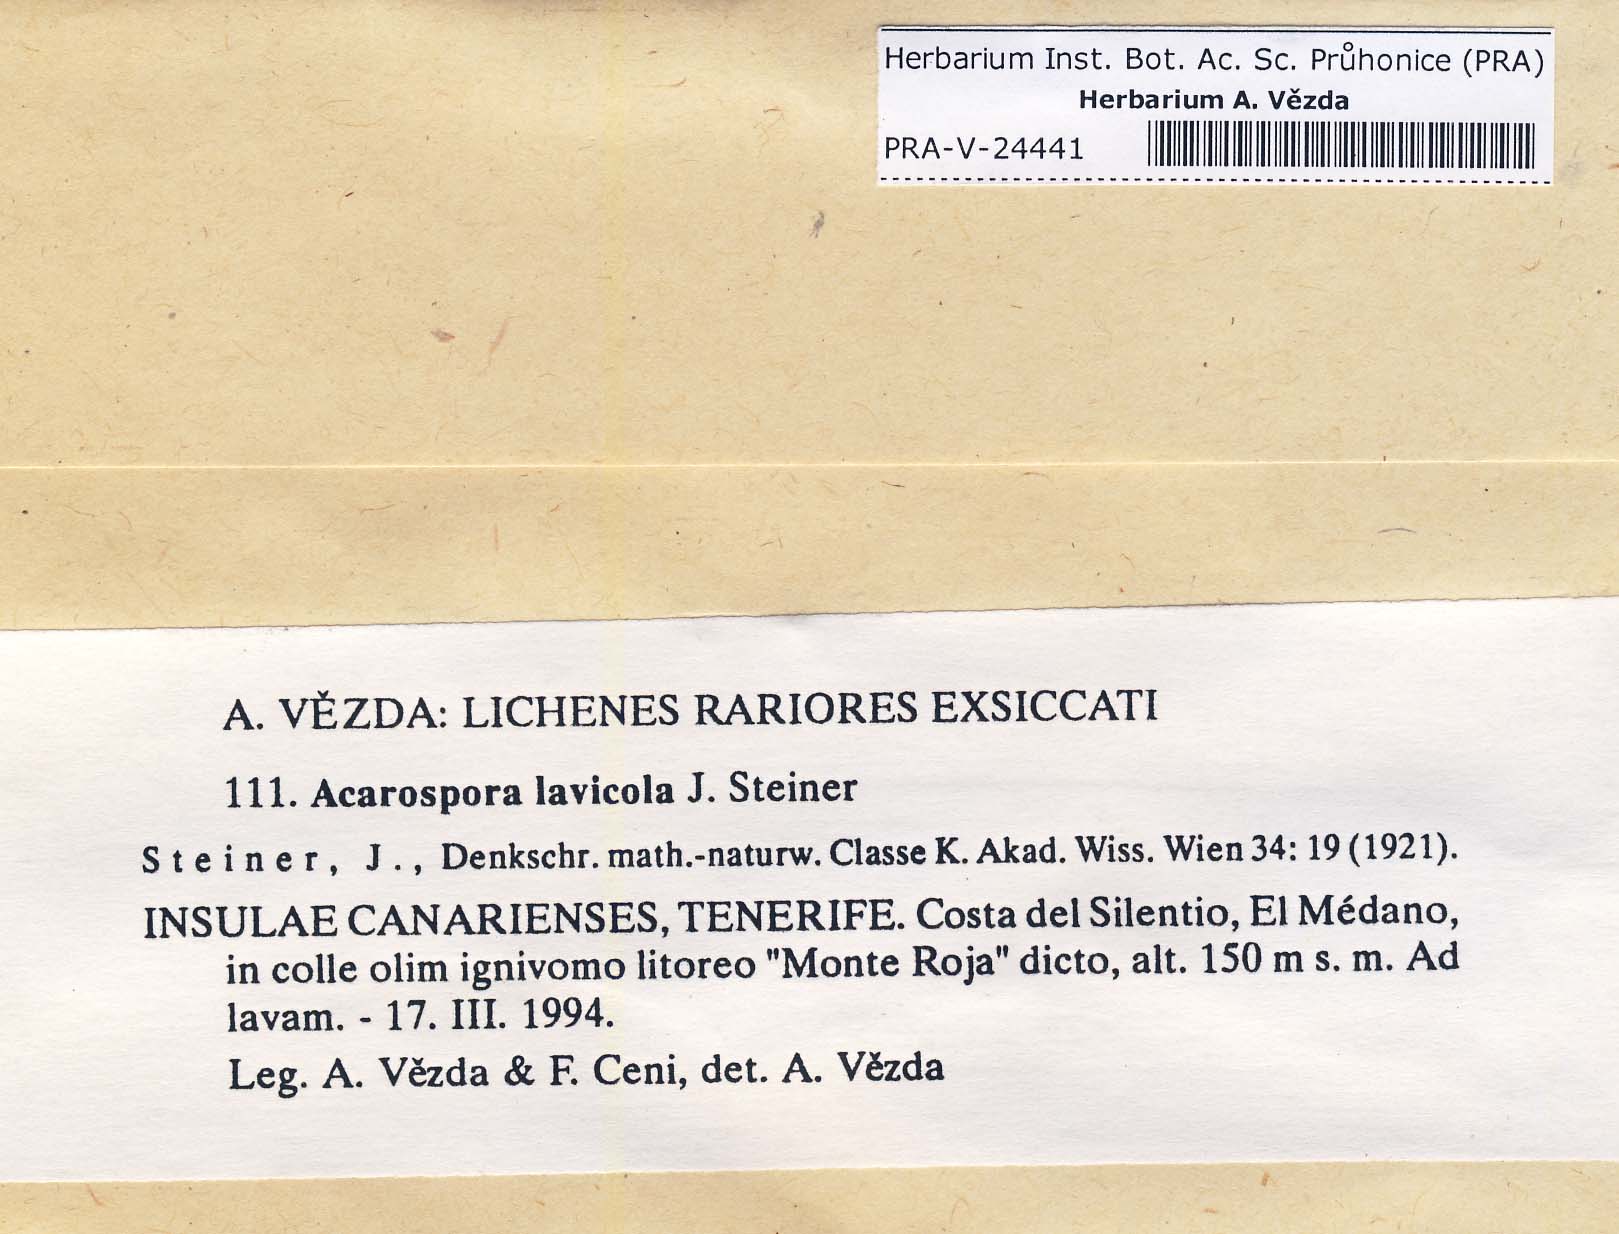 Herbarium Inst. Bot. Ac. Sc. Průhonice (PRA)
Herbarium A. Vězda
PRA-V-24441
A. VĚZDA: LICHENES RARIORES EXSICCATI
111. Acarospora lavicola J. Steiner
Steiner, J., Denkschr. math.-naturw. Classe K. Akad. Wiss. Wien 34: 19 (1921).
INSULAE CANARIENSES, TENERIFE. Costa del Silentio, El Médano,
in colle olim ignivomo litoreo "Monte Roja" dicto, alt. 150 m s. m. Ad
lavam. - 17. III. 1994.
Leg. A. Vězda & F. Ceni, det. A. Vězda